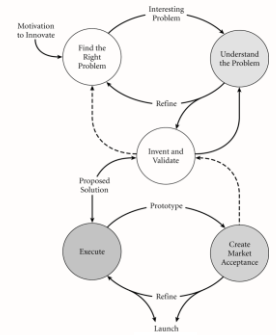 Interesting
Problem
Motivation
to Innovate
Find the
Right
Problem
Understand
the Problem
Refine
Invent and
Validate
Proposed
Solution
Prototype
Execute
Create
Market
Acceptance
Refine
Launch